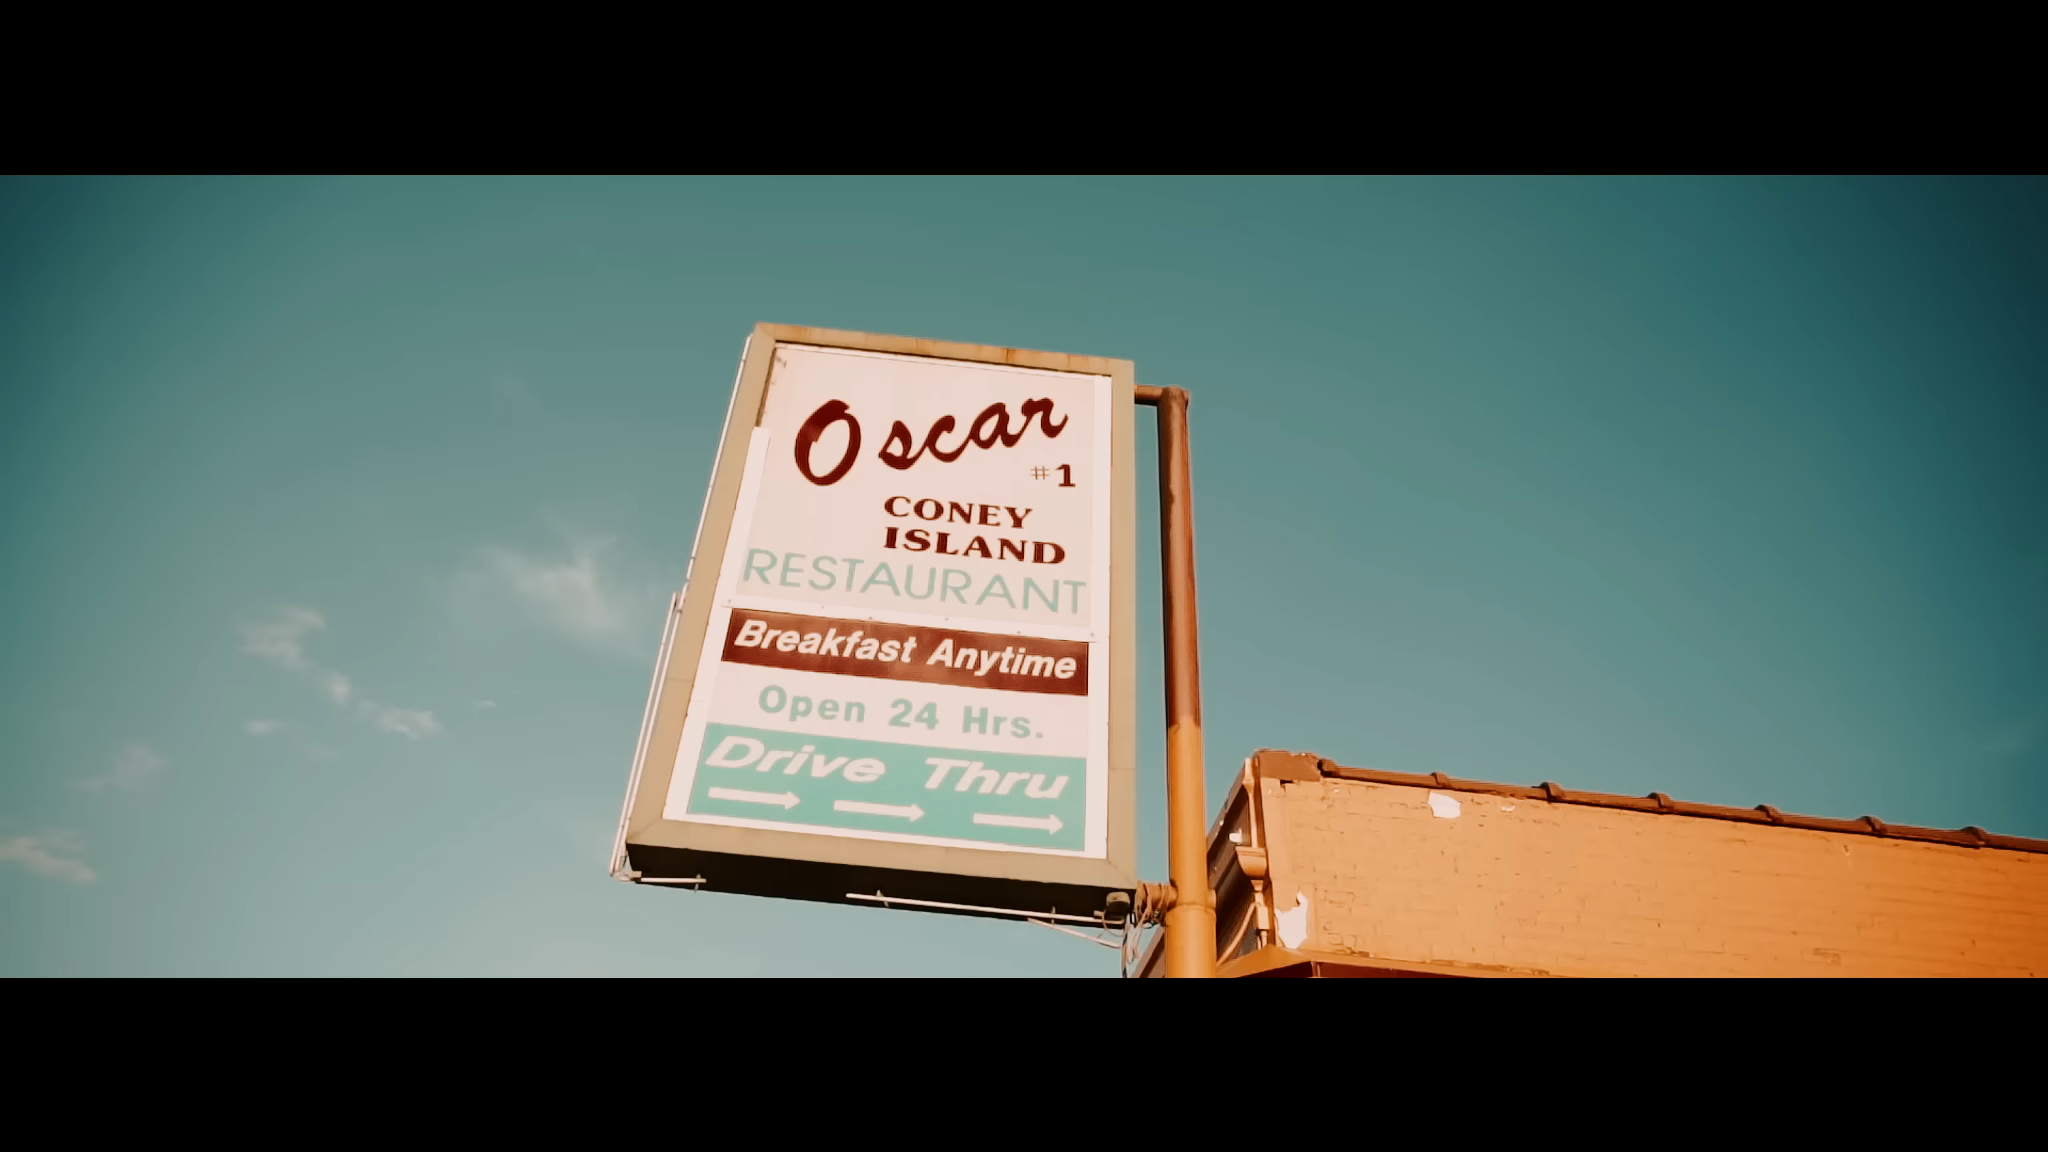 Oscar
#1
CONEY
ISLAND
RESTAURANT
Breakfast Anytime
Open 24 Hrs.
Drive Thru